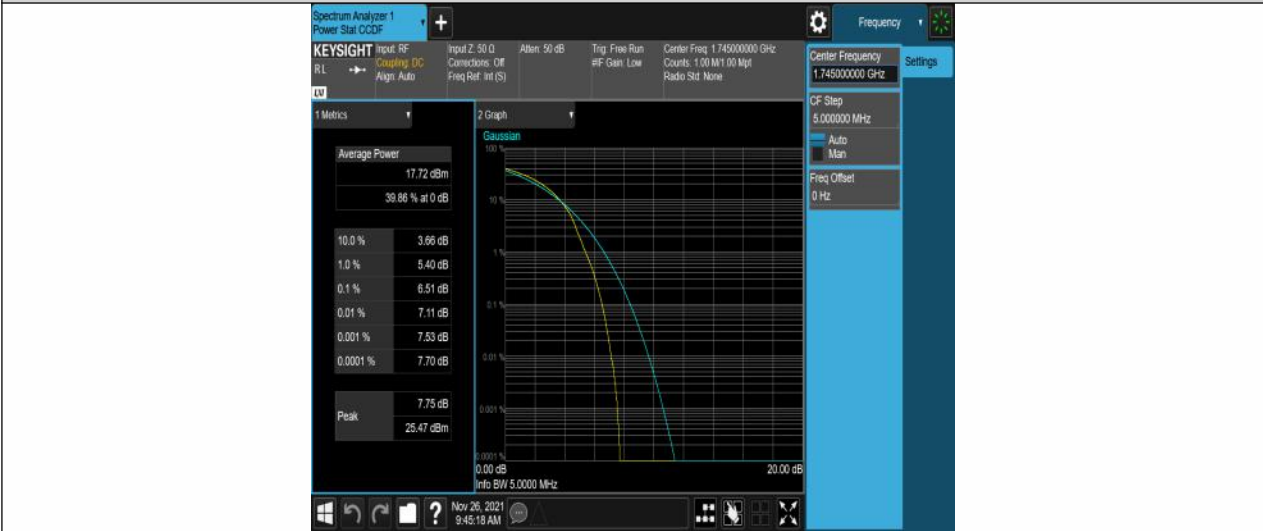 Spectrum Analyzer 1
Power Stat CCDF
+
Frequency
KEYSIGHT
RL
LV
Input: RF
Coupling: DC
Align: Auto
Input Z: 50 Ω
Corrections: Off
Freq Ref: Int (S)
Atten: 50 dB
Trig: Free Run
#IF Gain: Low
Center Freq: 1.745000000 GHz
Counts: 1.00 M/1.00 Mpt
Radio Std: None
Center Frequency
1.745000000 GHz
Settings
CF Step
5.000000 MHz
Auto
Man
Freq Offset
0 Hz
1 Metrics
Average Power
17.72 dBm
39.86 % at 0 dB
10.0 % 3.66 dB
1.0 % 5.40 dB
0.1 % 6.51 dB
0.01 % 7.11 dB
0.001 % 7.53 dB
0.0001 % 7.70 dB
Peak
7.75 dB
25.47 dBm
2 Graph
Gaussian
100 %
10 %
1 %
0.1 %
0.01 %
0.001 %
0.0001 %
0.00 dB 20.00 dB
Info BW 5.0000 MHz
?
Nov 26, 2021
9:45:18 AM